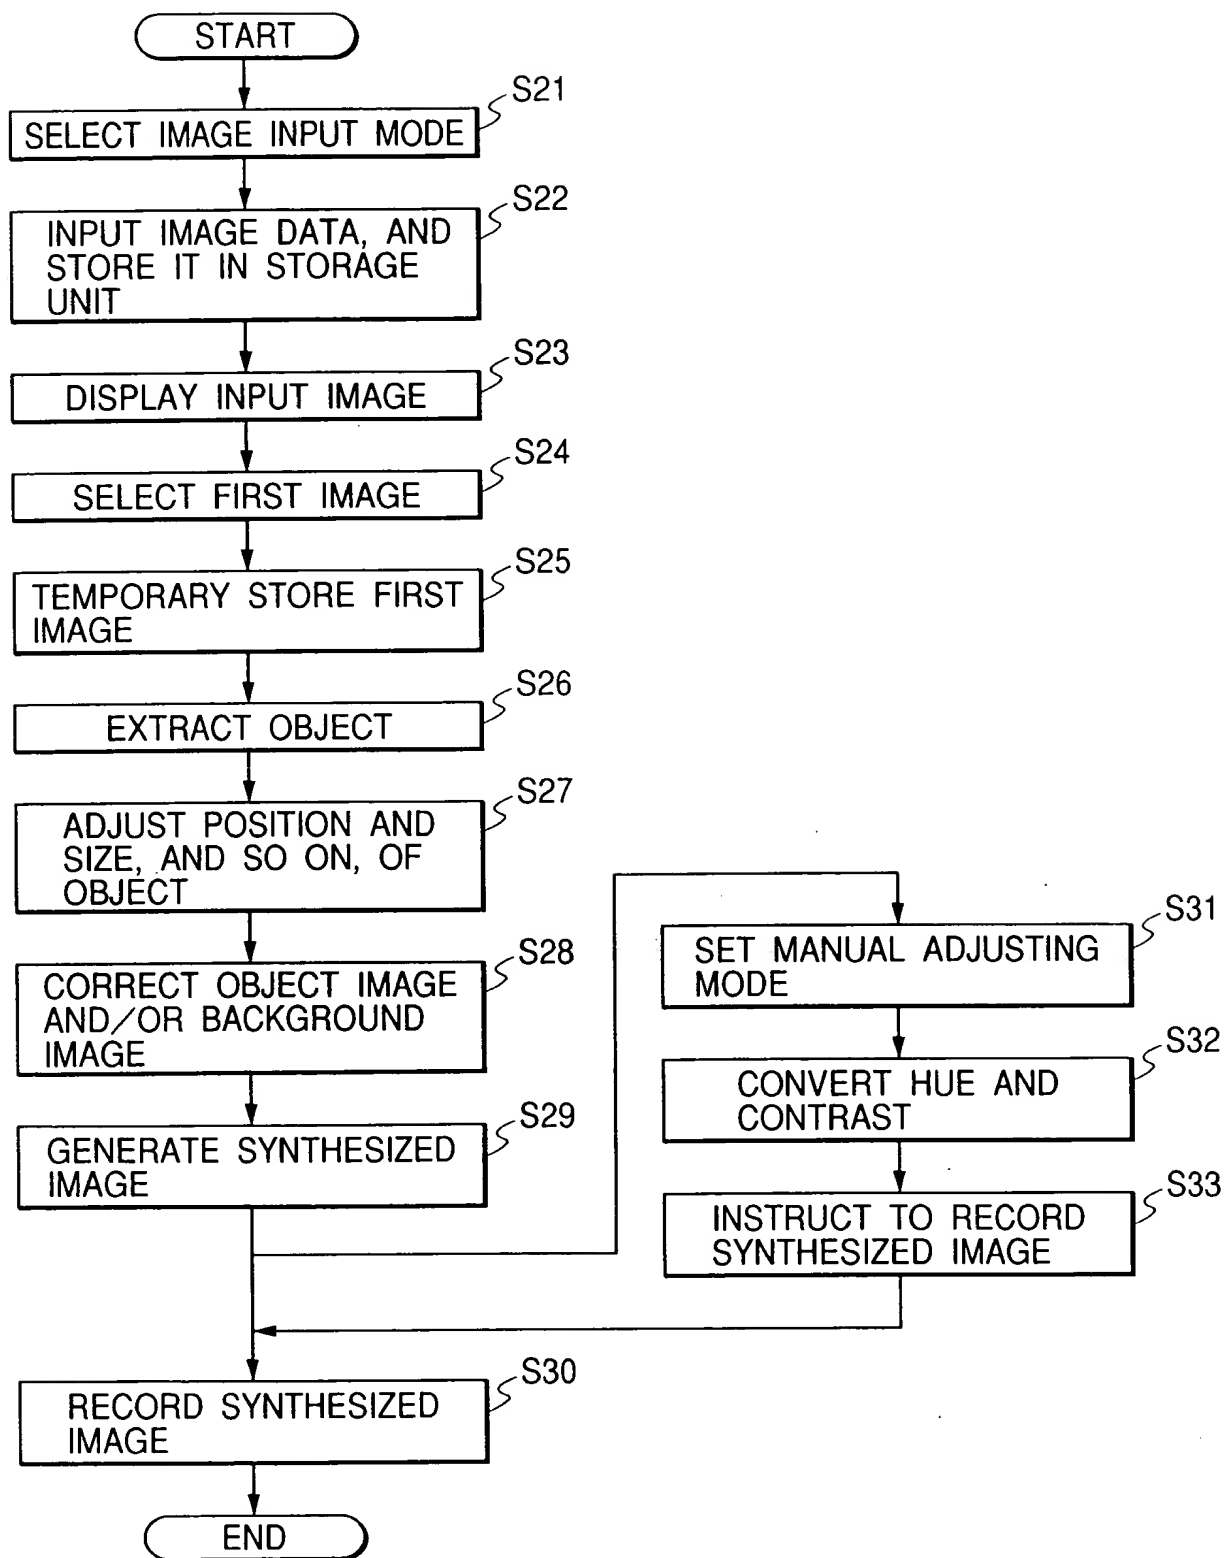 START
S21
SELECT IMAGE INPUT MODE
S22
INPUT IMAGE DATA, AND
STORE IT IN STORAGE
UNIT
S23
DISPLAY INPUT IMAGE
S24
SELECT FIRST IMAGE
S25
TEMPORARY STORE FIRST
IMAGE
S26
EXTRACT OBJECT
S27
ADJUST POSITION AND
SIZE, AND SO ON, OF
OBJECT
S28
CORRECT OBJECT IMAGE
AND/OR BACKGROUND
IMAGE
S29
GENERATE SYNTHESIZED
IMAGE
S31
SET MANUAL ADJUSTING
MODE
S32
CONVERT HUE AND
CONTRAST
S33
INSTRUCT TO RECORD
SYNTHESIZED IMAGE
S30
RECORD SYNTHESIZED
IMAGE
END